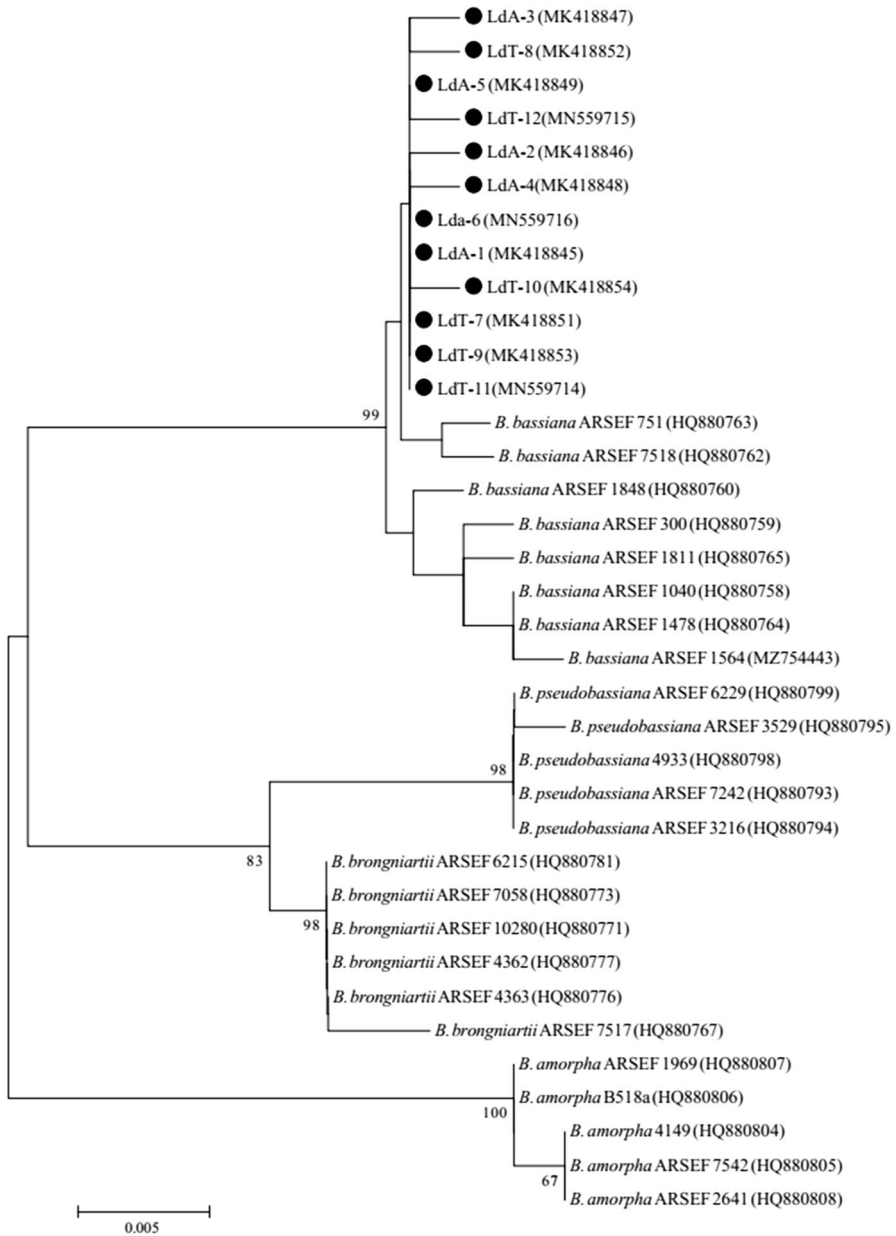 LdA-3 (MK418847)
LdT-8 (MK418852)
LdA-5 (MK418849)
LdT-12(MN559715)
LdA-2 (MK418846)
LdA-4(MK418848)
Lda-6 (MN559716)
LdA-1 (MK418845)
LdT-10 (MK418854)
LdT-7 (MK418851)
LdT-9 (MK418853)
LdT-11(MN559714)
99
B. bassiana ARSEF 751 (HQ880763)
B. bassiana ARSEF 7518 (HQ880762)
B. bassiana ARSEF 1848 (HQ880760)
B. bassiana ARSEF 300 (HQ880759)
B. bassiana ARSEF 1811 (HQ880765)
B. bassiana ARSEF 1040 (HQ880758)
B. bassiana ARSEF 1478 (HQ880764)
B. bassiana ARSEF 1564 (MZ754443)
B. pseudobassiana ARSEF 6229 (HQ880799)
B. pseudobassiana ARSEF 3529 (HQ880795)
98
B. pseudobassiana 4933 (HQ880798)
B. pseudobassiana ARSEF 7242 (HQ880793)
B. pseudobassiana ARSEF 3216 (HQ880794)
83
B. brongniartii ARSEF 6215 (HQ880781)
B. brongniartii ARSEF 7058 (HQ880773)
98
B. brongniartii ARSEF 10280 (HQ880771)
B. brongniartii ARSEF 4362 (HQ880777)
B. brongniartii ARSEF 4363 (HQ880776)
B. brongniartii ARSEF 7517 (HQ880767)
B. amorpha ARSEF 1969 (HQ880807)
B. amorpha B518a (HQ880806)
100
B. amorpha 4149 (HQ880804)
B. amorpha ARSEF 7542 (HQ880805)
67
B. amorpha ARSEF 2641 (HQ880808)
0.005